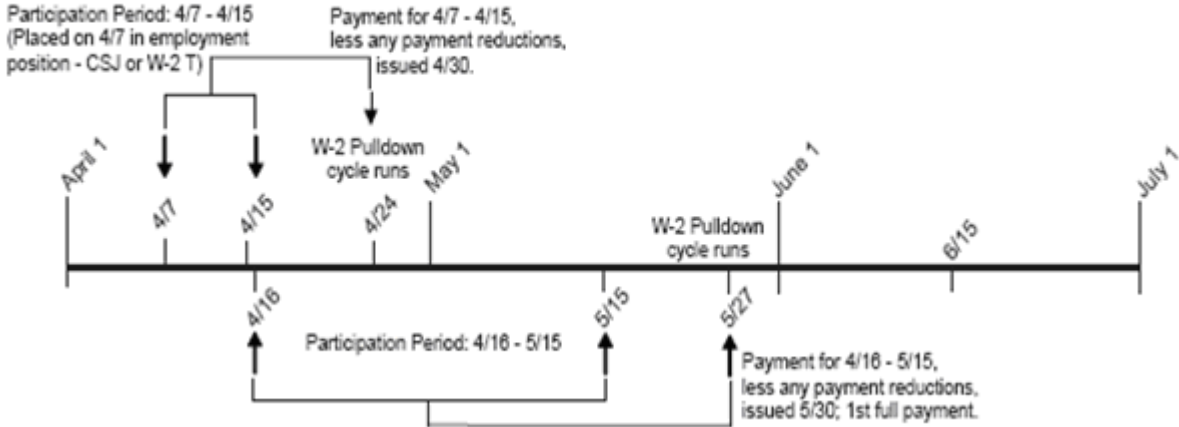 Participation Period: 4/7 - 4/15
(Placed on 4/7 in employment
position - CSJ or W-2 T)
Payment for 4/7 - 4/15,
less any payment reductions,
issued 4/30.
W-2 Pulldown
cycle runs
April 1
4/7
4/15
4/24
May 1
W-2 Pulldown
cycle runs
June 1
6/15
July 1
4/16
5/15
5/27
Participation Period: 4/16 - 5/15
Payment for 4/16 - 5/15,
less any payment reductions,
issued 5/30; 1st full payment.